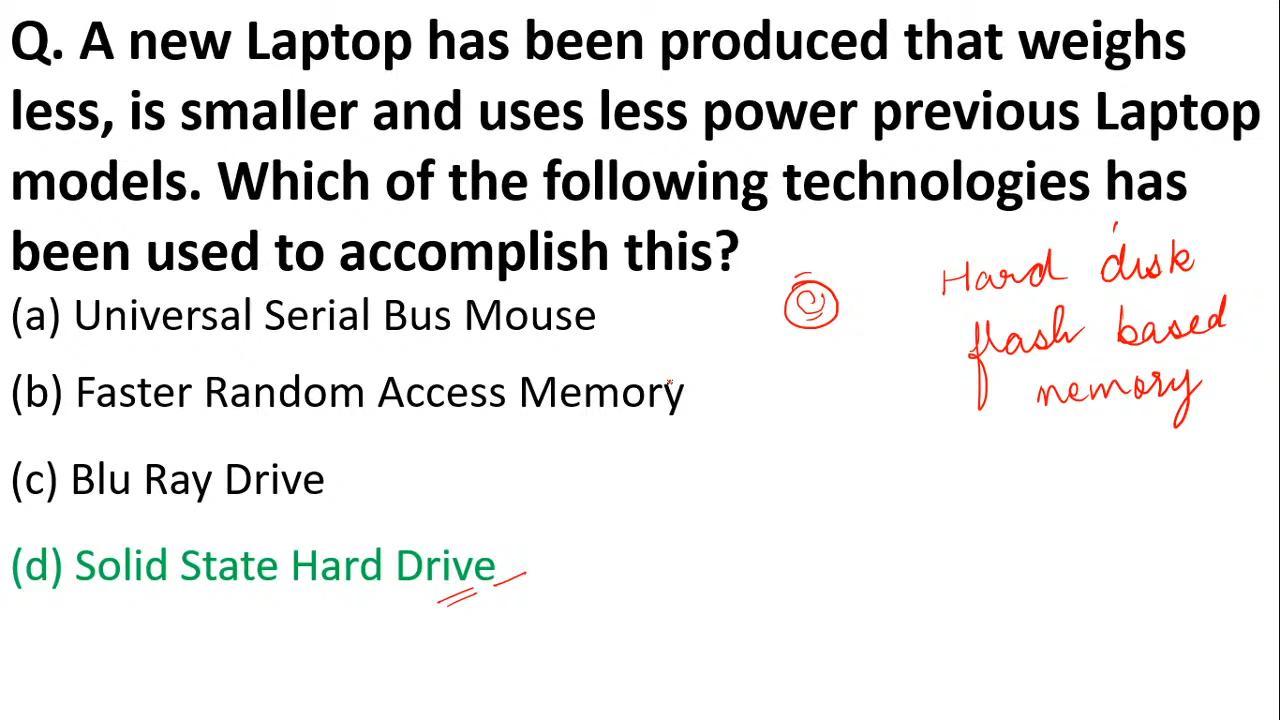 Q. A new Laptop has been produced that weighs
less, is smaller and uses less power previous Laptop
models. Which of the following technologies has
been used to accomplish this?
(a) Universal Serial Bus Mouse
(b) Faster Random Access Memory
(c) Blu Ray Drive
(d) Solid State Hard Drive
Hard disk
flash based
memory